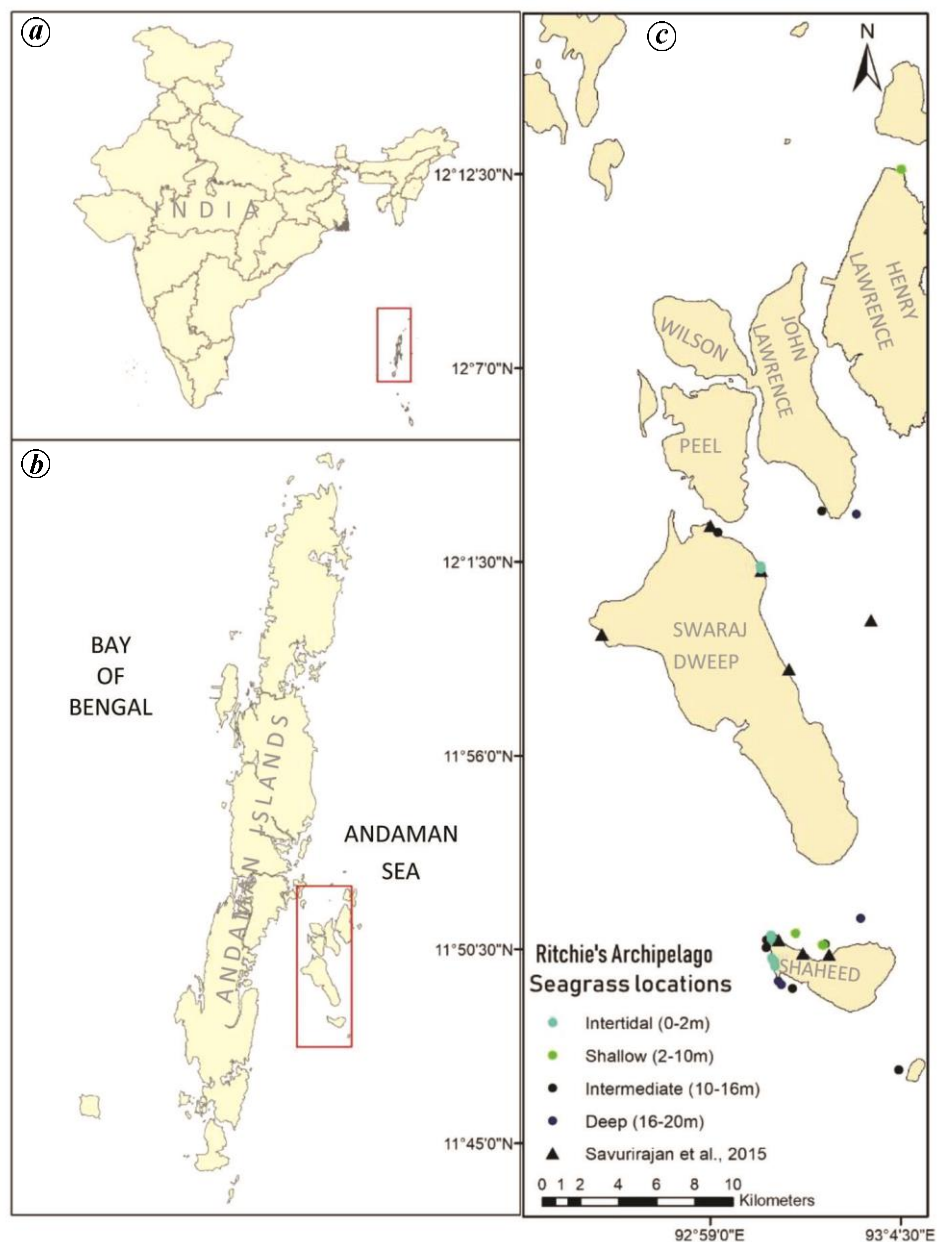 a
INDIA
b
BAY
OF
BENGAL
ANDAMAN ISLANDS
ANDAMAN
SEA
c
N
12°12'30"N
12°7'0"N
12°1'30"N
11°56'0"N
11°50'30"N
11°45'0"N
HENRY
LAWRENCE
JOHN
LAWRENCE
WILSON
PEEL
SWARAJ
DWEEP
SHAHEED
Ritchie's Archipelago
Seagrass locations
Intertidal (0-2m)
Shallow (2-10m)
Intermediate (10-16m)
Deep (16-20m)
Savurirajan et al., 2015
0 1 2 4 6 8 10
Kilometers
92°59'0"E 93°4'30"E